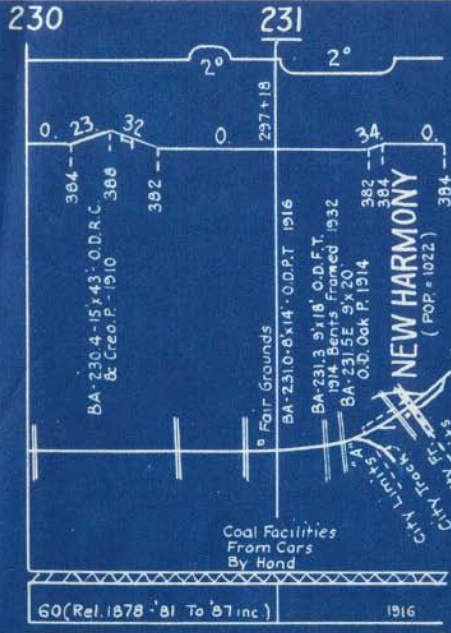 230
231
2°
2°
0.
23.
32
0.
34.
0.
297+18
384
388
382
382
384
384
BA-230.4-15'x43'-O.D.R.C.
& Creo.P.-1910
Fair Grounds
BA-231.0-8'x14'-O.D.P.T 1916
BA-231.3 9'x18' O.D.F.T.
1914 Bents Framed 1932
BA-231.5E 9'x20'
O.D. Oak P. 1914
NEW HARMONY
(POP. = 1022)
"A"
City Limits
City Track
City
Coal Facilities
From Cars
By Hand
60(Rel.1878-'81 To '87 inc.)
1916